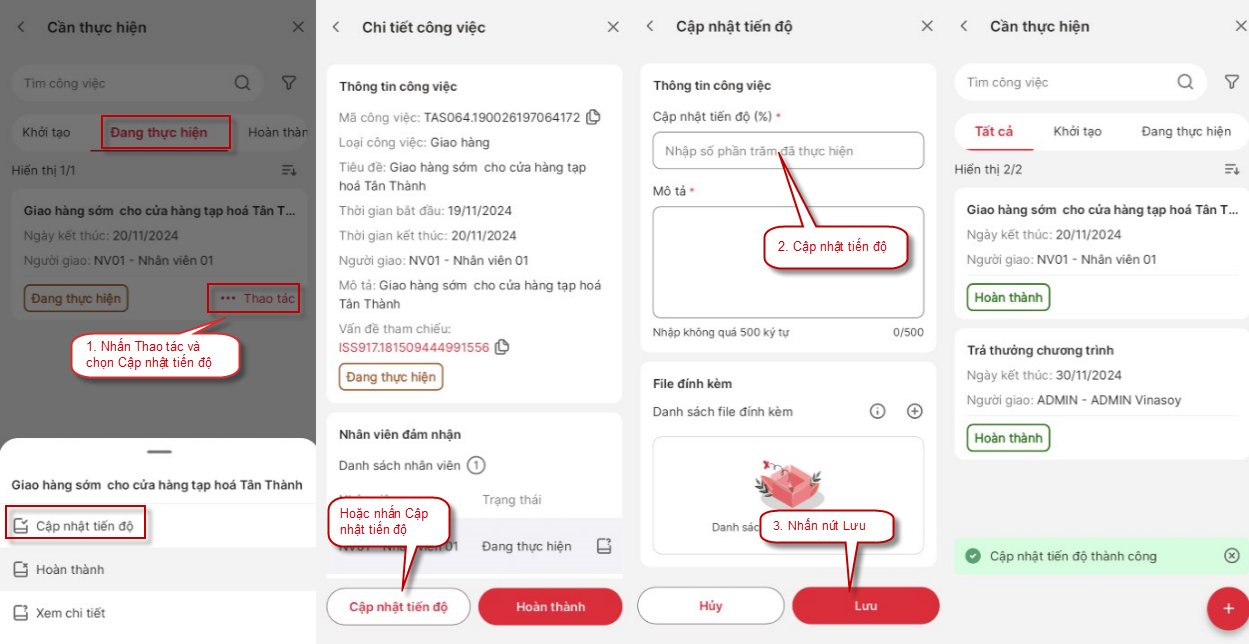 Cần thực hiện
Tìm công việc
Khởi tạo
Đang thực hiện
Hoàn thàn
Hiển thị 1/1
Giao hàng sớm cho cửa hàng tạp hoá Tân T...
Ngày kết thúc: 20/11/2024
Người giao: NV01 - Nhân viên 01
Đang thực hiện
Thao tác
1. Nhấn Thao tác và
chọn Cập nhật tiến độ
Giao hàng sớm cho cửa hàng tạp hoá Tân Thành
Cập nhật tiến độ
Hoàn thành
Xem chi tiết
Chi tiết công việc
Thông tin công việc
Mã công việc: TAS064.190026197064172
Loại công việc: Giao hàng
Tiêu đề: Giao hàng sớm cho cửa hàng tạp
hoá Tân Thành
Thời gian bắt đầu: 19/11/2024
Thời gian kết thúc: 20/11/2024
Người giao: NV01 - Nhân viên 01
Mô tả: Giao hàng sớm cho cửa hàng tạp hoá
Tân Thành
Vấn đề tham chiếu:
ISS917.181509444991556
Đang thực hiện
Nhân viên đảm nhận
Danh sách nhân viên 1
Trạng thái
Hoặc nhấn Cập
nhật tiến độ
NV01 - Nhân viên 01
Đang thực hiện
Cập nhật tiến độ
Hoàn thành
Cập nhật tiến độ
Thông tin công việc
Cập nhật tiến độ (%) *
Nhập số phần trăm đã thực hiện
Mô tả *
2. Cập nhật tiến độ
Nhập không quá 500 ký tự
0/500
File đính kèm
Danh sách file đính kèm
Danh sác
3. Nhấn nút Lưu
Hủy
Lưu
Cần thực hiện
Tìm công việc
Tất cả
Khởi tạo
Đang thực hiện
Hiển thị 2/2
Giao hàng sớm cho cửa hàng tạp hoá Tân T...
Ngày kết thúc: 20/11/2024
Người giao: NV01 - Nhân viên 01
Hoàn thành
Trả thưởng chương trình
Ngày kết thúc: 30/11/2024
Người giao: ADMIN - ADMIN Vinasoy
Hoàn thành
Cập nhật tiến độ thành công